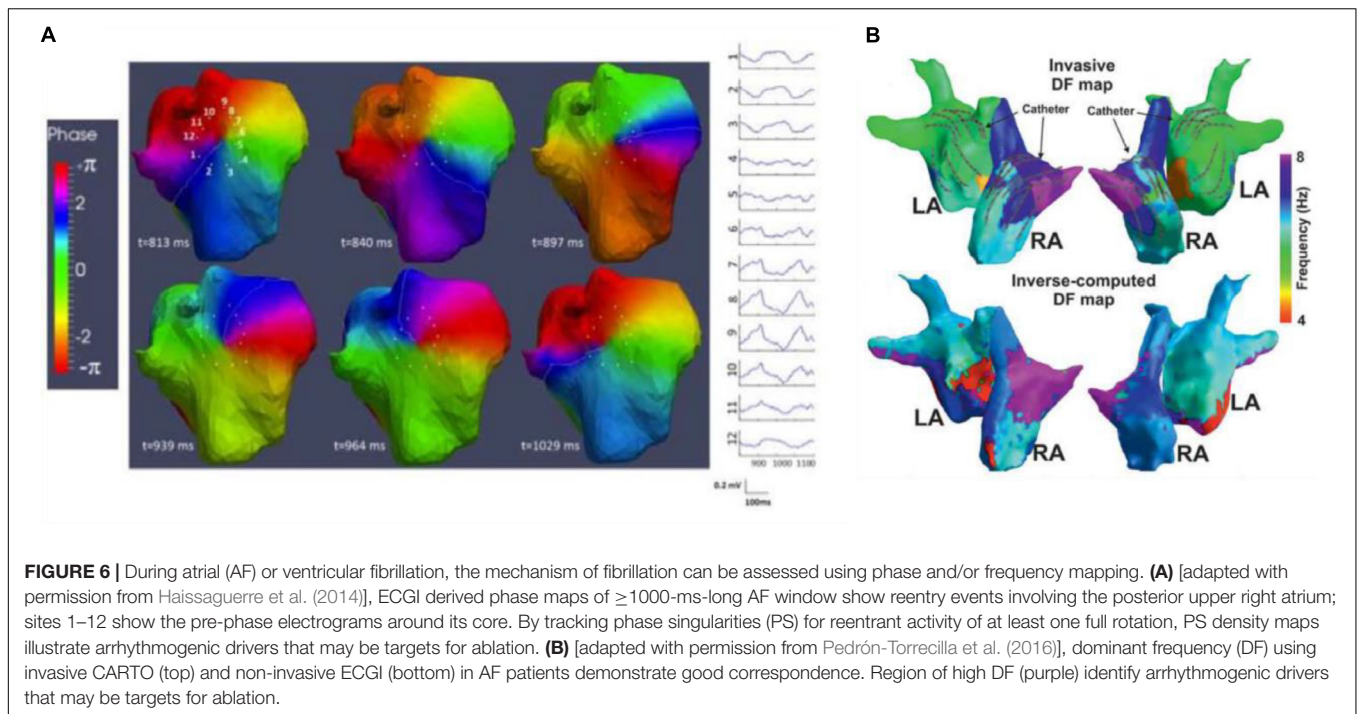 A
Phase
+π
2
0
-2
-π
9
10
8
11
7
12
6
5
1
4
2
3
t=813 ms
t=840 ms
t=897 ms
t=939 ms
t=964 ms
t=1029 ms
1
2
3
4
5
6
7
8
9
10
11
12
900 1000 1100
0.2 mV
100ms
B
Invasive
DF map
Catheter
Catheter
LA
RA
RA
LA
8
Frequency (Hz)
4
Inverse-computed
DF map
LA
RA
RA
LA
FIGURE 6 | During atrial (AF) or ventricular fibrillation, the mechanism of fibrillation can be assessed using phase and/or frequency mapping. (A) [adapted with
permission from Haissaguerre et al. (2014)], ECGI derived phase maps of ≥1000-ms-long AF window show reentry events involving the posterior upper right atrium;
sites 1–12 show the pre-phase electrograms around its core. By tracking phase singularities (PS) for reentrant activity of at least one full rotation, PS density maps
illustrate arrhythmogenic drivers that may be targets for ablation. (B) [adapted with permission from Pedrón-Torrecilla et al. (2016)], dominant frequency (DF) using
invasive CARTO (top) and non-invasive ECGI (bottom) in AF patients demonstrate good correspondence. Region of high DF (purple) identify arrhythmogenic drivers
that may be targets for ablation.